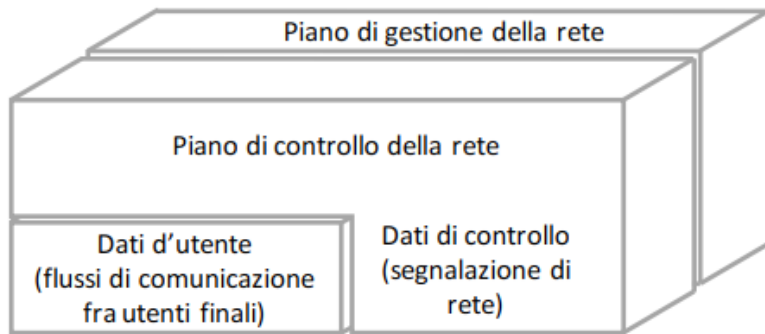 Piano di gestione della rete
Piano di controllo della rete
Dati d’utente
(flussi di comunicazione
fra utenti finali)
Dati di controllo
(segnalazione di
rete)